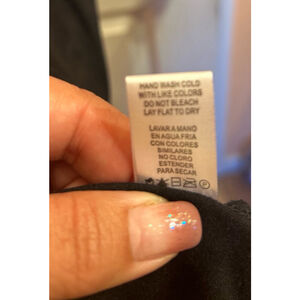 HAND WASH COLD
WITH LIKE COLORS
DO NOT BLEACH
LAY FLAT TO DRY
LAVAR A MANO
EN AGUA FRIA
CON COLORES
SIMILARES
NO CLORO
ESTENDER
PARA SECAR